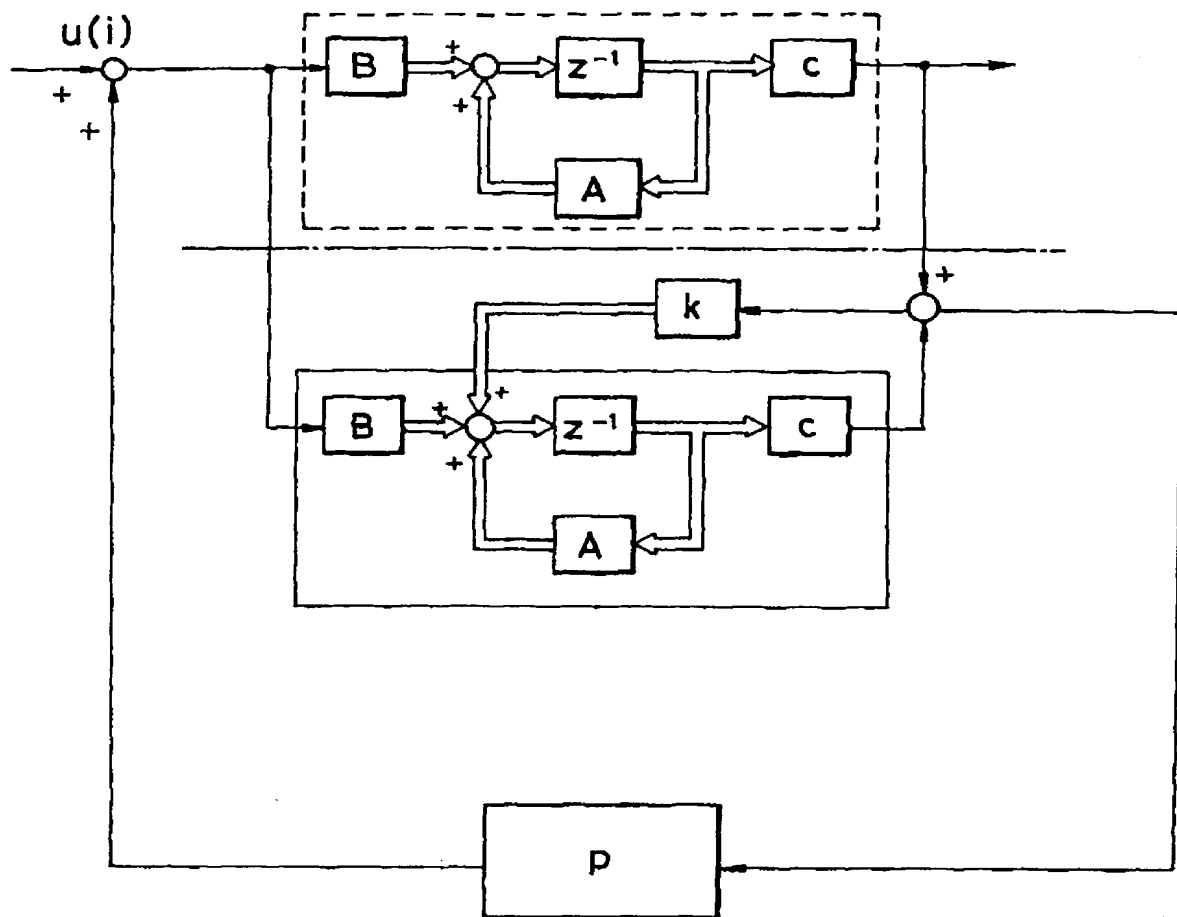 u(i)
B + z⁻¹ c
+ +
+ A
+
k
+
B + z⁻¹ c
+
A
p